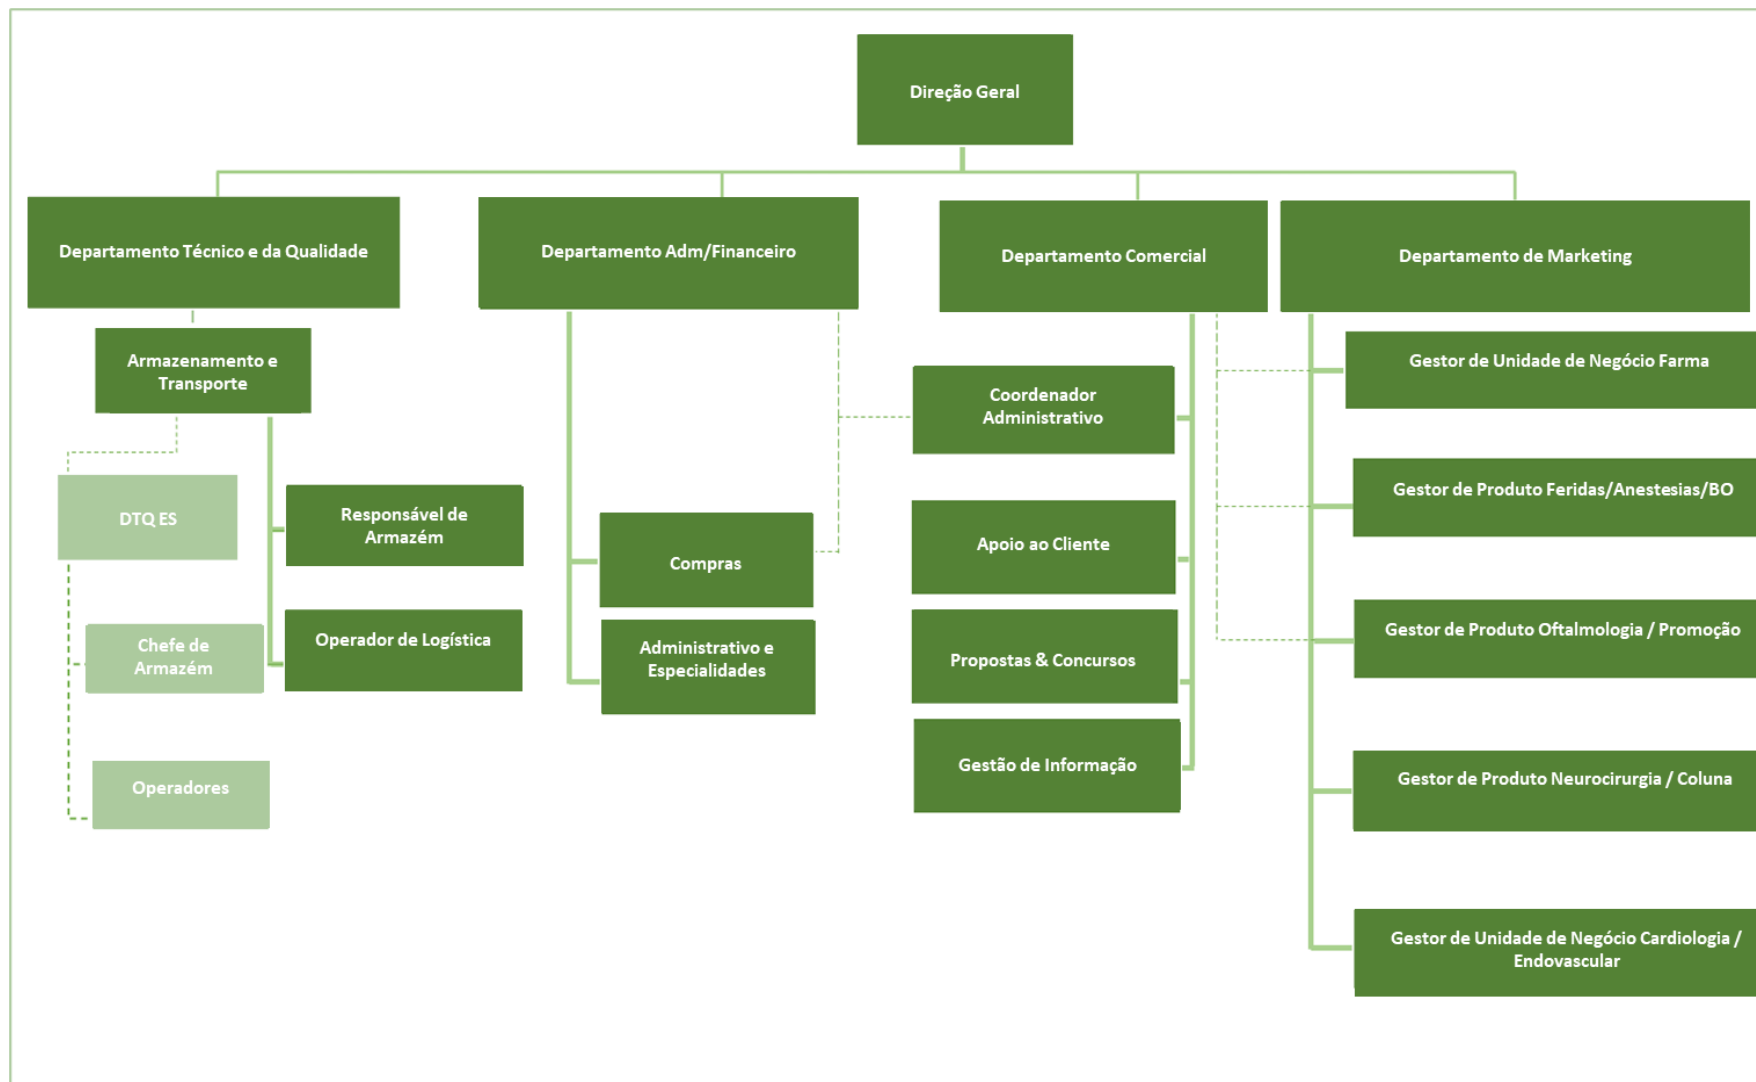 Direção Geral
Departamento Técnico e da Qualidade
Departamento Adm/Financeiro
Departamento Comercial
Departamento de Marketing
Armazenamento e
Transporte
DTQ ES
Chefe de
Armazém
Operadores
Responsável de
Armazém
Operador de Logística
Compras
Administrativo e
Especialidades
Coordenador
Administrativo
Apoio ao Cliente
Propostas & Concursos
Gestão de Informação
Gestor de Unidade de Negócio Farma
Gestor de Produto Feridas/Anestesias/BO
Gestor de Produto Oftalmologia / Promoção
Gestor de Produto Neurocirurgia / Coluna
Gestor de Unidade de Negócio Cardiologia /
Endovascular